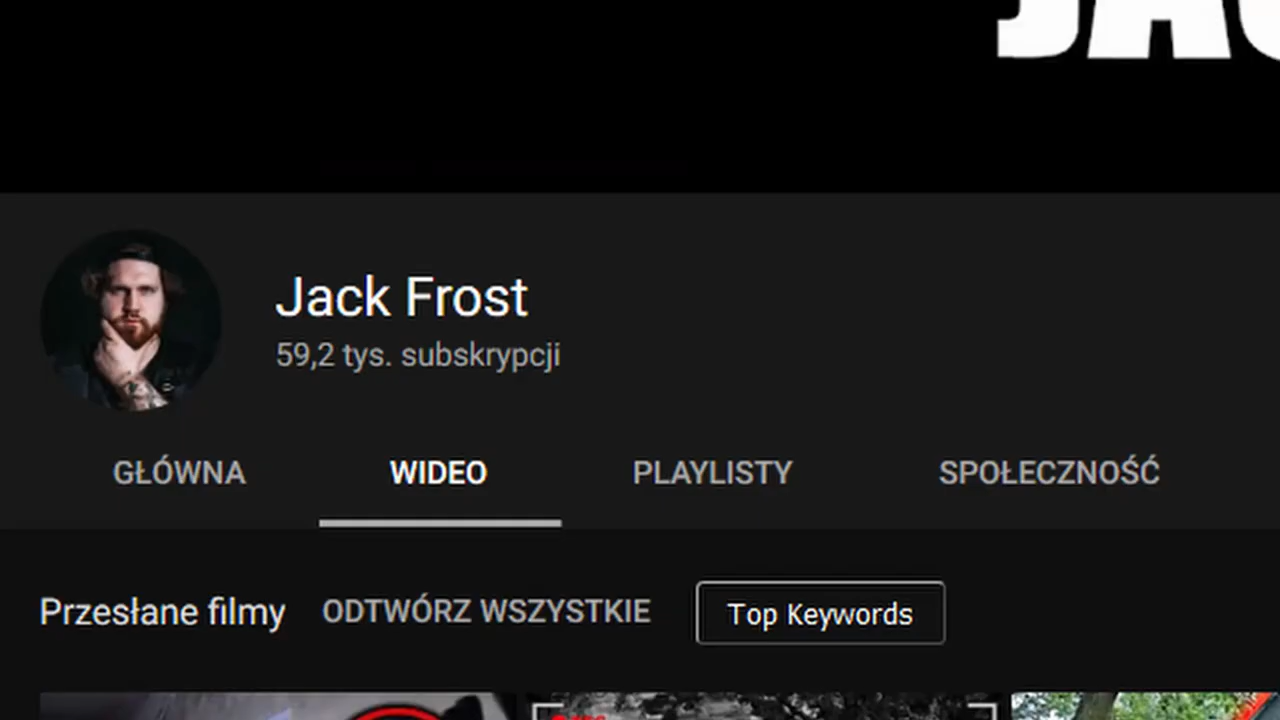 Jack Frost
59,2 tys. subskrypcji
GŁÓWNA WIDEO PLAYLISTY SPOŁECZNOŚĆ
Przesłane filmy ODTWÓRZ WSZYSTKIE Top Keywords